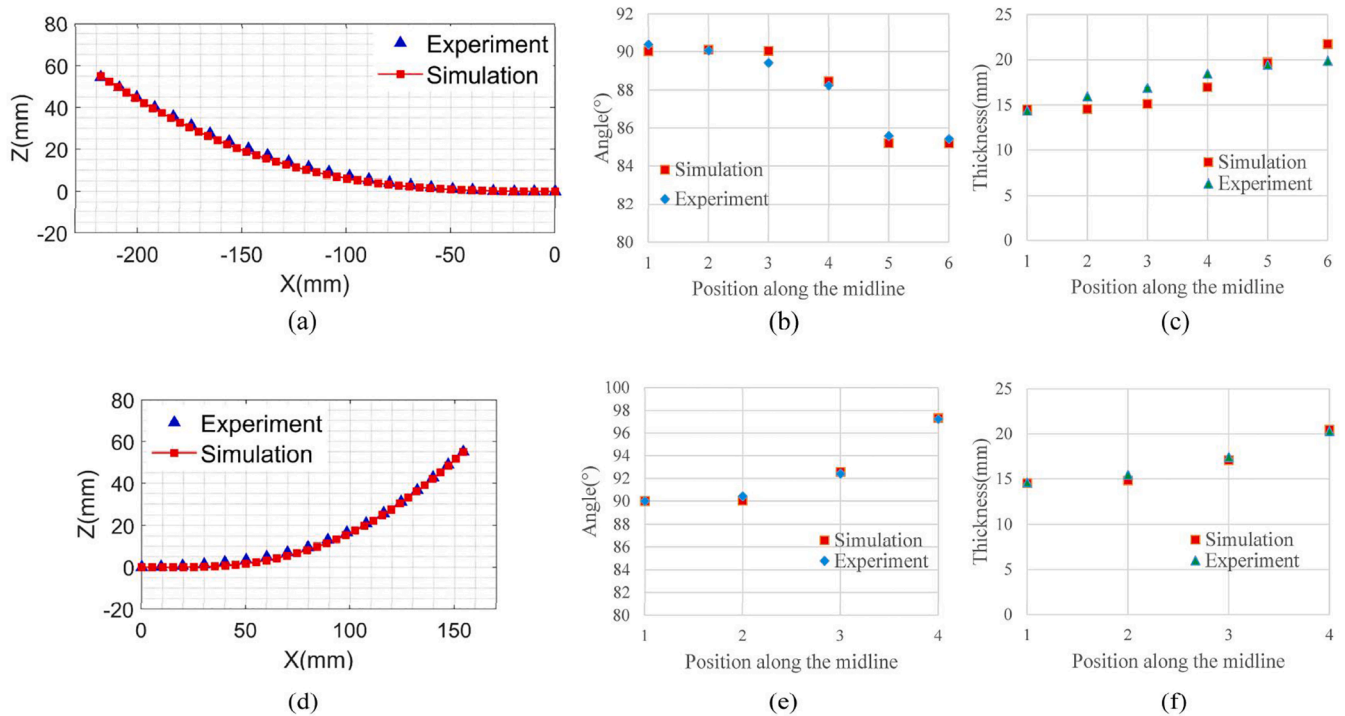 80
60
40
20
0
-20
Z(mm)
Experiment
Simulation
-200
-150
-100
-50
0
X(mm)
(a)
92
90
88
86
84
82
80
Angle(°)
Simulation
Experiment
1
2
3
4
5
6
Position along the midline
(b)
25
20
15
10
5
0
Thickness(mm)
Simulation
Experiment
1
2
3
4
5
6
Position along the midline
(c)
80
60
40
20
0
-20
Z(mm)
Experiment
Simulation
0
50
100
150
X(mm)
(d)
100
98
96
94
92
90
88
86
84
82
80
Angle(°)
Simulation
Experiment
1
2
3
4
Position along the midline
(e)
25
20
15
10
5
0
Thickness(mm)
Simulation
Experiment
1
2
3
4
Position along the midline
(f)